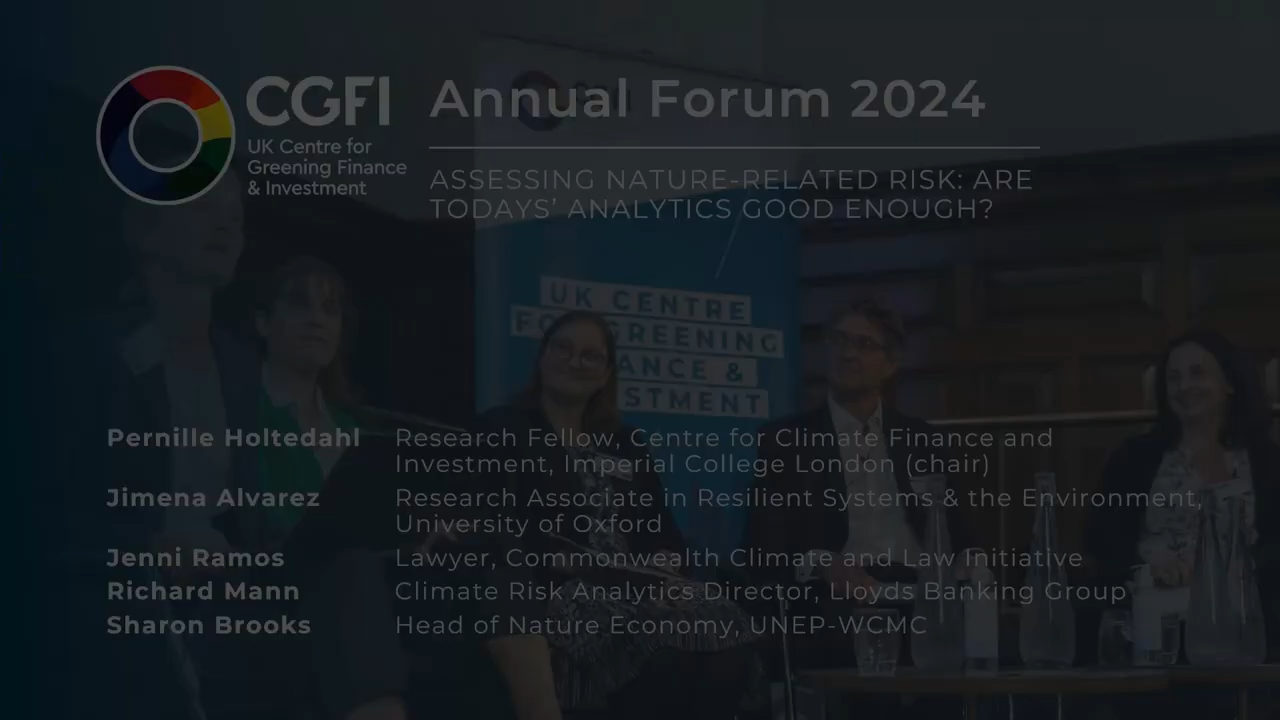 CGFI
UK Centre for
Greening Finance
& Investment
Annual Forum 2024
ASSESSING NATURE-RELATED RISK: ARE
TODAYS’ ANALYTICS GOOD ENOUGH?
UK CENTRE
GREENING
&
Pernille Holtedahl Research Fellow, Centre for Climate Finance and
Investment, Imperial College London (chair)
Jimena Alvarez Research Associate in Resilient Systems & the Environment,
University of Oxford
Jenni Ramos Lawyer, Commonwealth Climate and Law Initiative
Richard Mann Climate Risk Analytics Director, Lloyds Banking Group
Sharon Brooks Head of Nature Economy, UNEP-WCMC